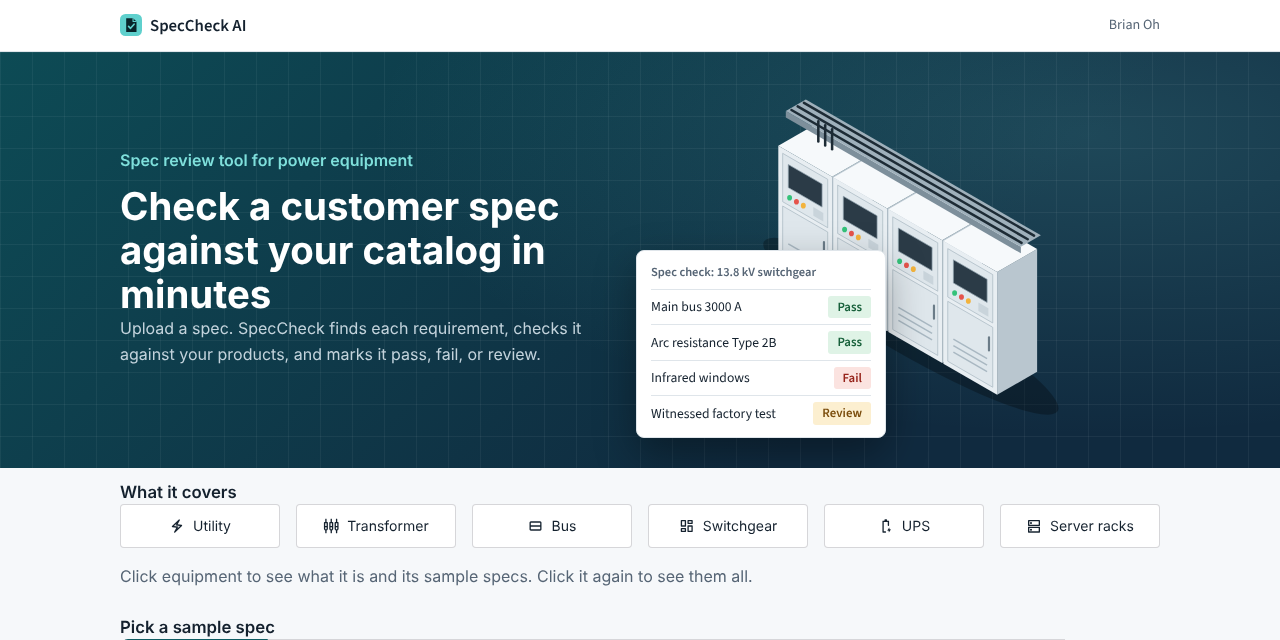 SpecCheck AI
Brian Oh
Spec review tool for power equipment
Check a customer spec
against your catalog in
minutes
Upload a spec. SpecCheck finds each requirement, checks it
against your products, and marks it pass, fail, or review.
Spec check: 13.8 kV switchgear
Main bus 3000 A Pass
Arc resistance Type 2B Pass
Infrared windows Fail
Witnessed factory test Review
What it covers
Utility Transformer Bus Switchgear UPS Server racks
Click equipment to see what it is and its sample specs. Click it again to see them all.
Pick a sample spec